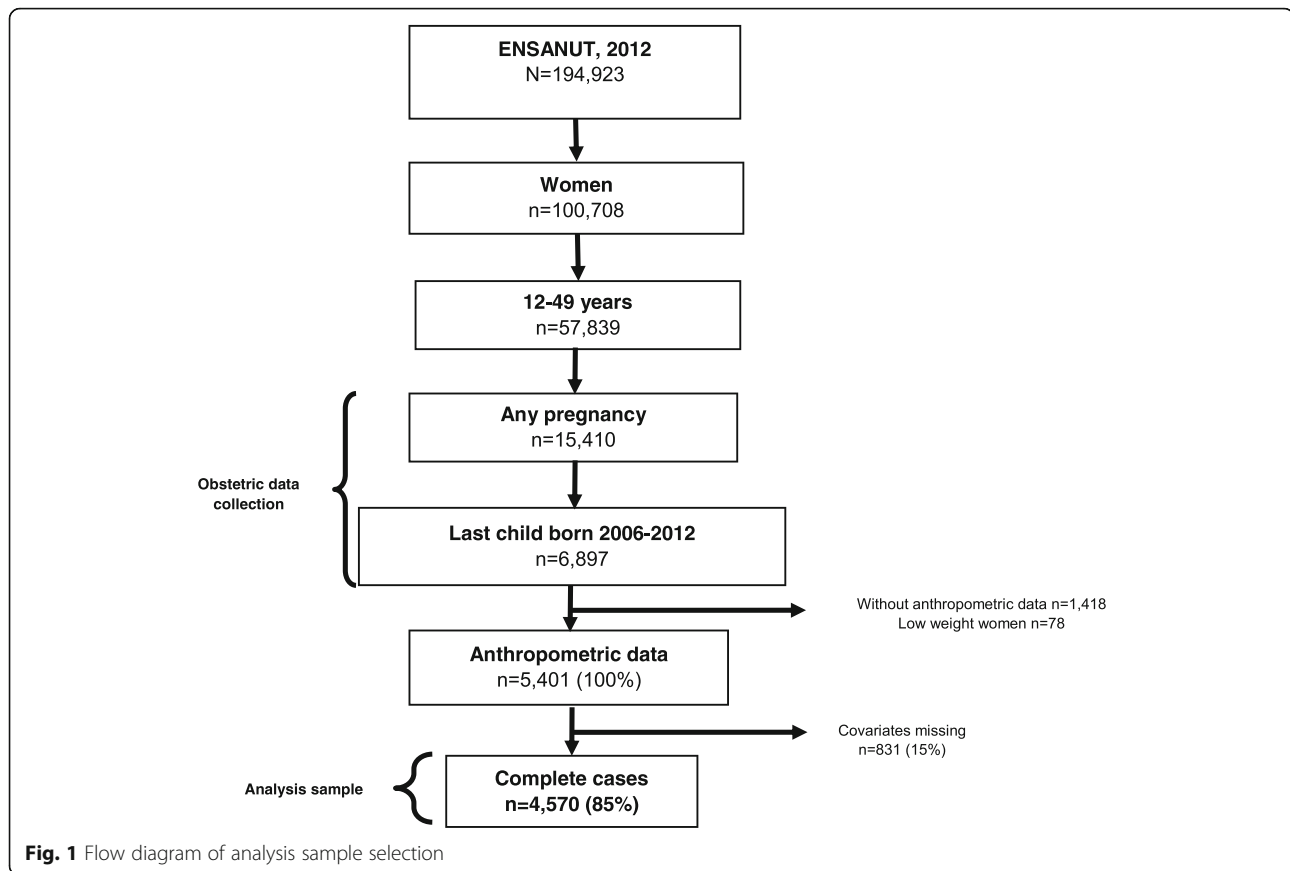 ENSANUT, 2012
N=194,923
Women
n=100,708
12-49 years
n=57,839
Any pregnancy
n=15,410
Obstetric data
collection
Last child born 2006-2012
n=6,897
Without anthropometric data n=1,418
Low weight women n=78
Anthropometric data
n=5,401 (100%)
Covariates missing
n=831 (15%)
Analysis sample
Complete cases
n=4,570 (85%)
Fig. 1 Flow diagram of analysis sample selection